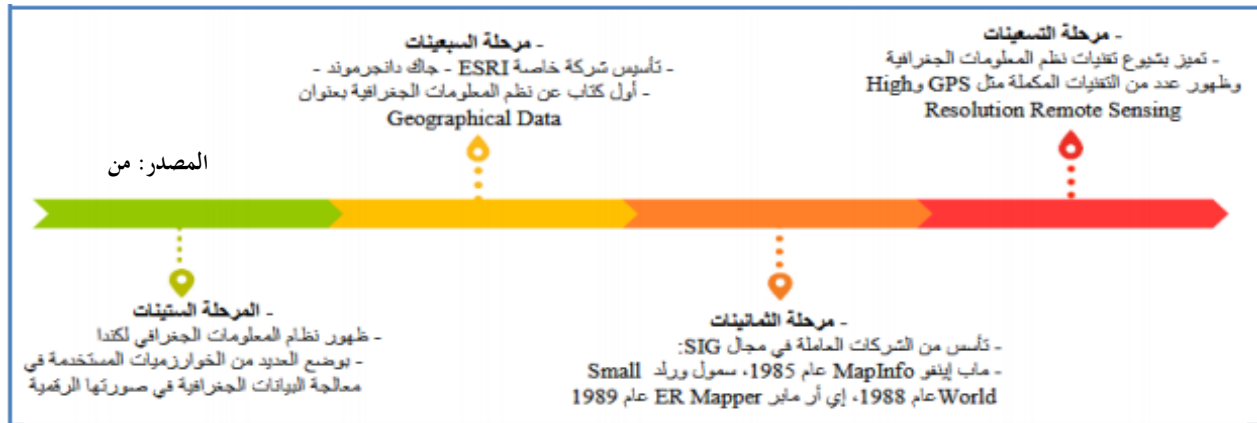 - مرحلة السبعينات
- تأسيس شركة خاصة ESRI - جاك دانجرموند -
- أول كتاب عن نظم المعلومات الجغرافية بعنوان
Geographical Data
- مرحلة التسعينات
- تميز بشيوع تقنيات نظم المعلومات الجغرافية
وظهور عدد من التقنيات المكملة مثل GPS وHigh
Resolution Remote Sensing
المصدر: من
- المرحلة الستينات
- ظهور نظام المعلومات الجغرافي لكندا
- بوضع العديد من الخوارزميات المستخدمة في
معالجة البيانات الجغرافية في صورتها الرقمية
- مرحلة الثمانينات
- تأسس من الشركات العاملة في مجال SIG:
- ماب إينفو MapInfo عام 1985، سمول ورلد Small
World عام 1988، إي أر مابر ER Mapper عام 1989